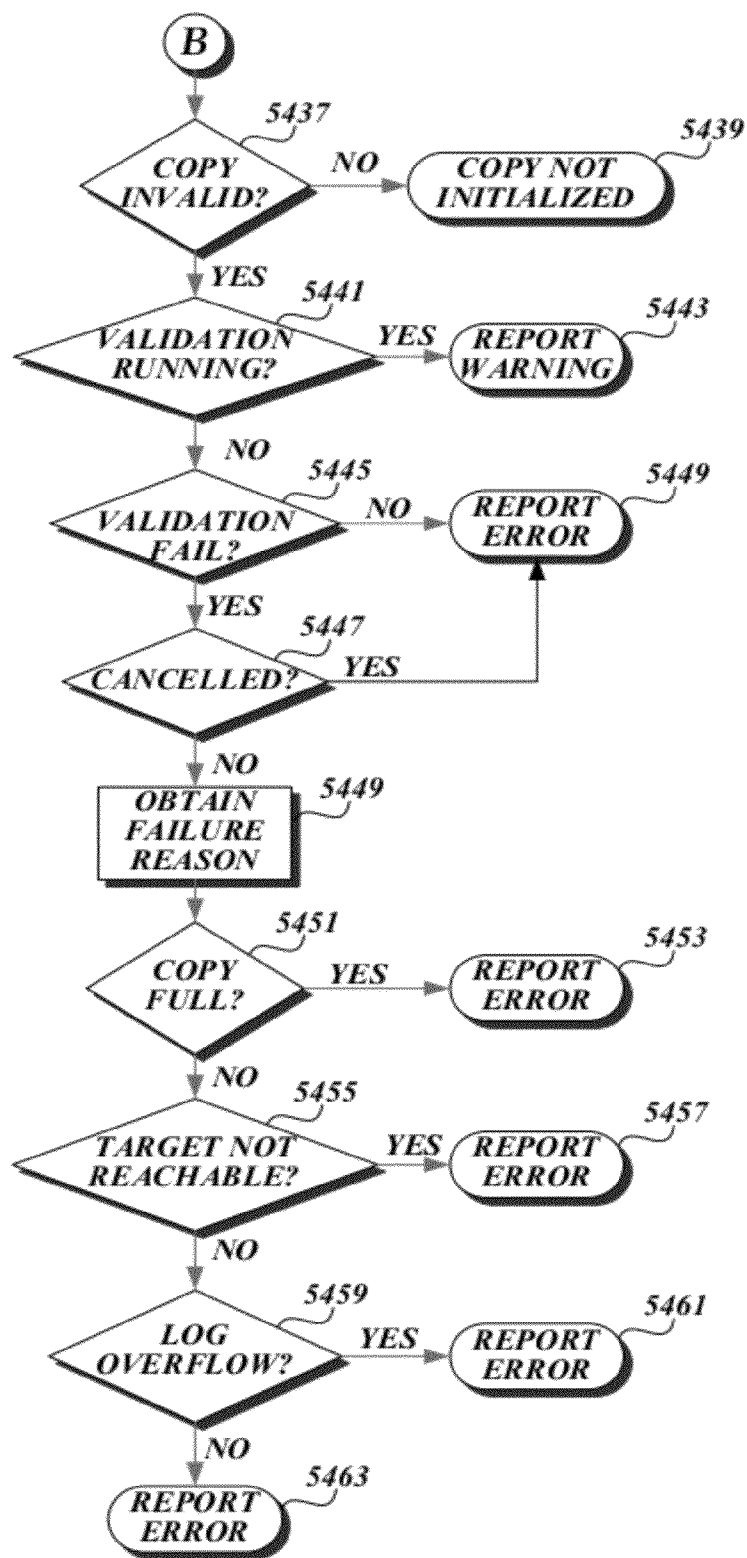 B
5437
COPY
INVALID?
NO
5439
COPY NOT
INITIALIZED
YES
5441
VALIDATION
RUNNING?
YES
5443
REPORT
WARNING
NO
5445
VALIDATION
FAIL?
NO
5449
REPORT
ERROR
YES
5447
CANCELLED?
YES
NO
5449
OBTAIN
FAILURE
REASON
5451
COPY
FULL?
YES
5453
REPORT
ERROR
NO
5455
TARGET NOT
REACHABLE?
YES
5457
REPORT
ERROR
NO
5459
LOG
OVERFLOW?
YES
5461
REPORT
ERROR
NO
5463
REPORT
ERROR